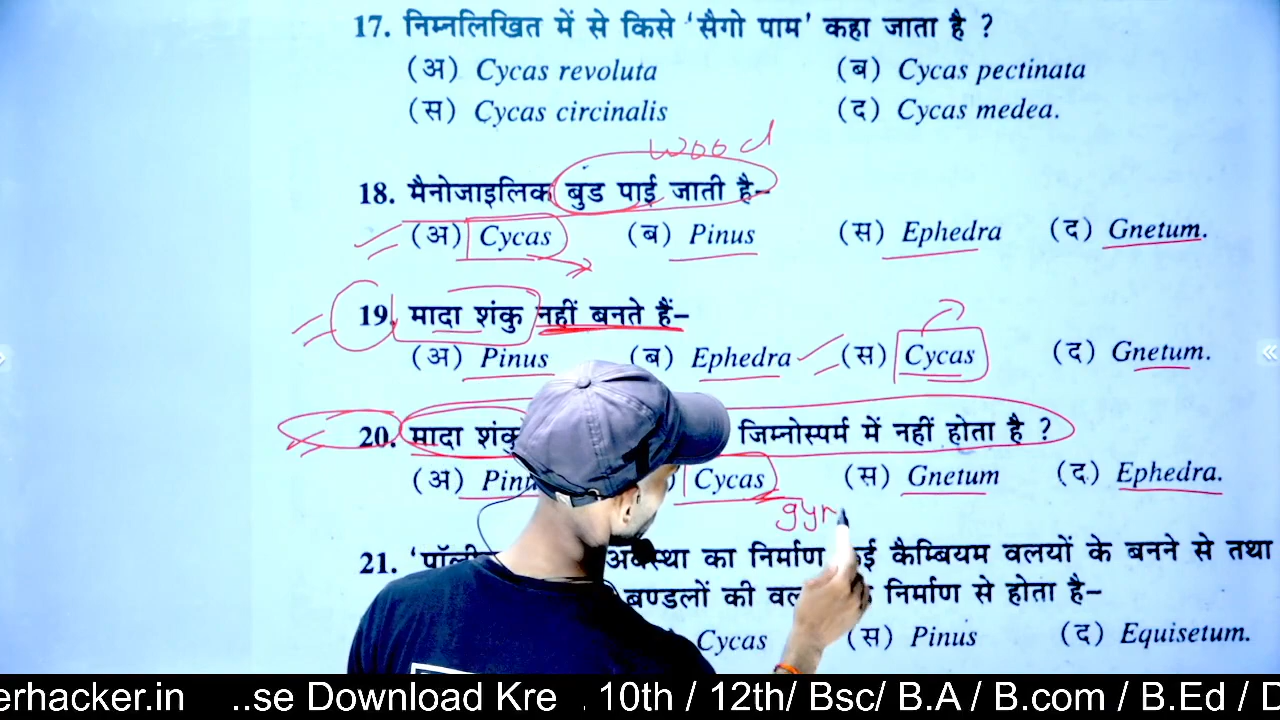 17. निम्नलिखित में से किसे ‘सैगो पाम’ कहा जाता है ?
(अ) Cycas revoluta (ब) Cycas pectinata
(स) Cycas circinalis (द) Cycas medea.
wood
18. मैनोजाइलिक बुड पाई जाती है–
(अ) Cycas (ब) Pinus (स) Ephedra (द) Gnetum.
19. मादा शंकु नहीं बनते हैं–
(अ) Pinus (ब) Ephedra (स) Cycas (द) Gnetum.
20. मादा शंकु जिम्नोस्पर्म में नहीं होता है ?
(अ) Pinu Cycas (स) Gnetum (द) Ephedra.
gyr
21. अवस्था का निर्माण कैम्बियम वलयों के बनने से तथा
बण्डलों की निर्माण से होता है–
Cycas (स) Pinus (द) Equisetum.
erhacker.in ..se Download Kre . 10th / 12th/ Bsc/ B.A / B.com / B.Ed / D